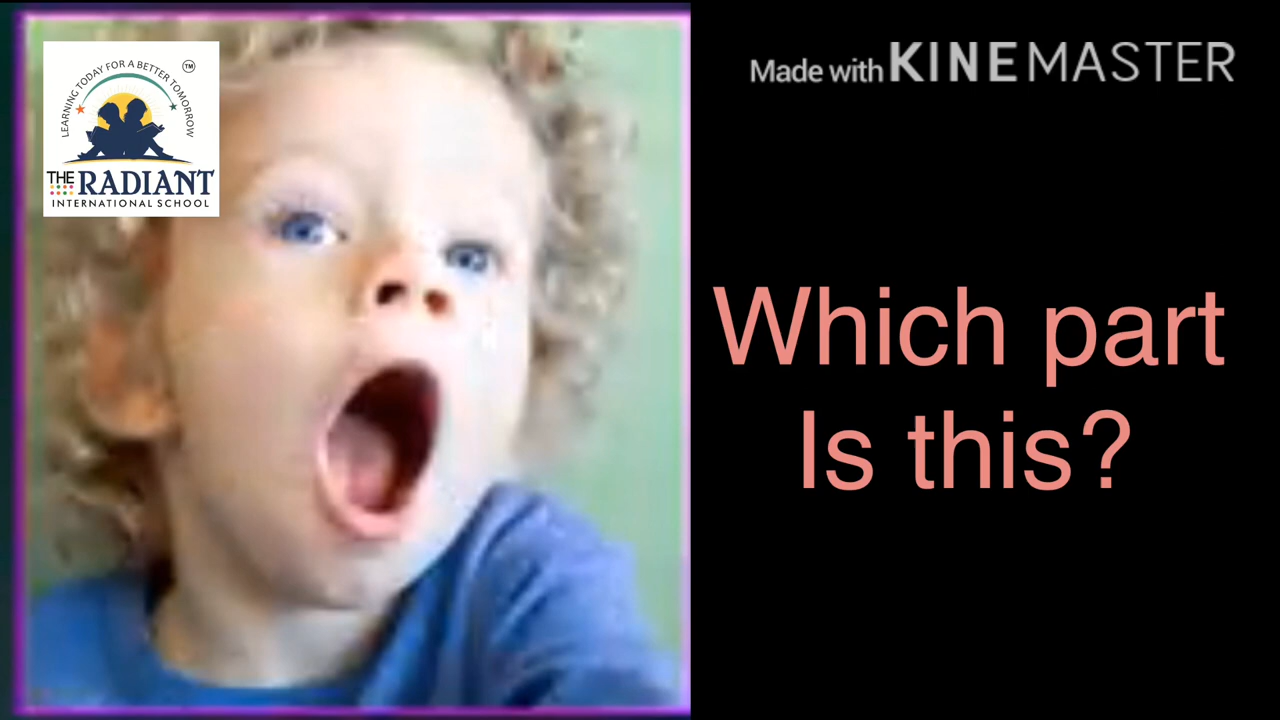 LEARNING TODAY FOR A BETTER TOMORROW
TM
THE RADIANT
INTERNATIONAL SCHOOL
Made with KINEMASTER
Which part
Is this?